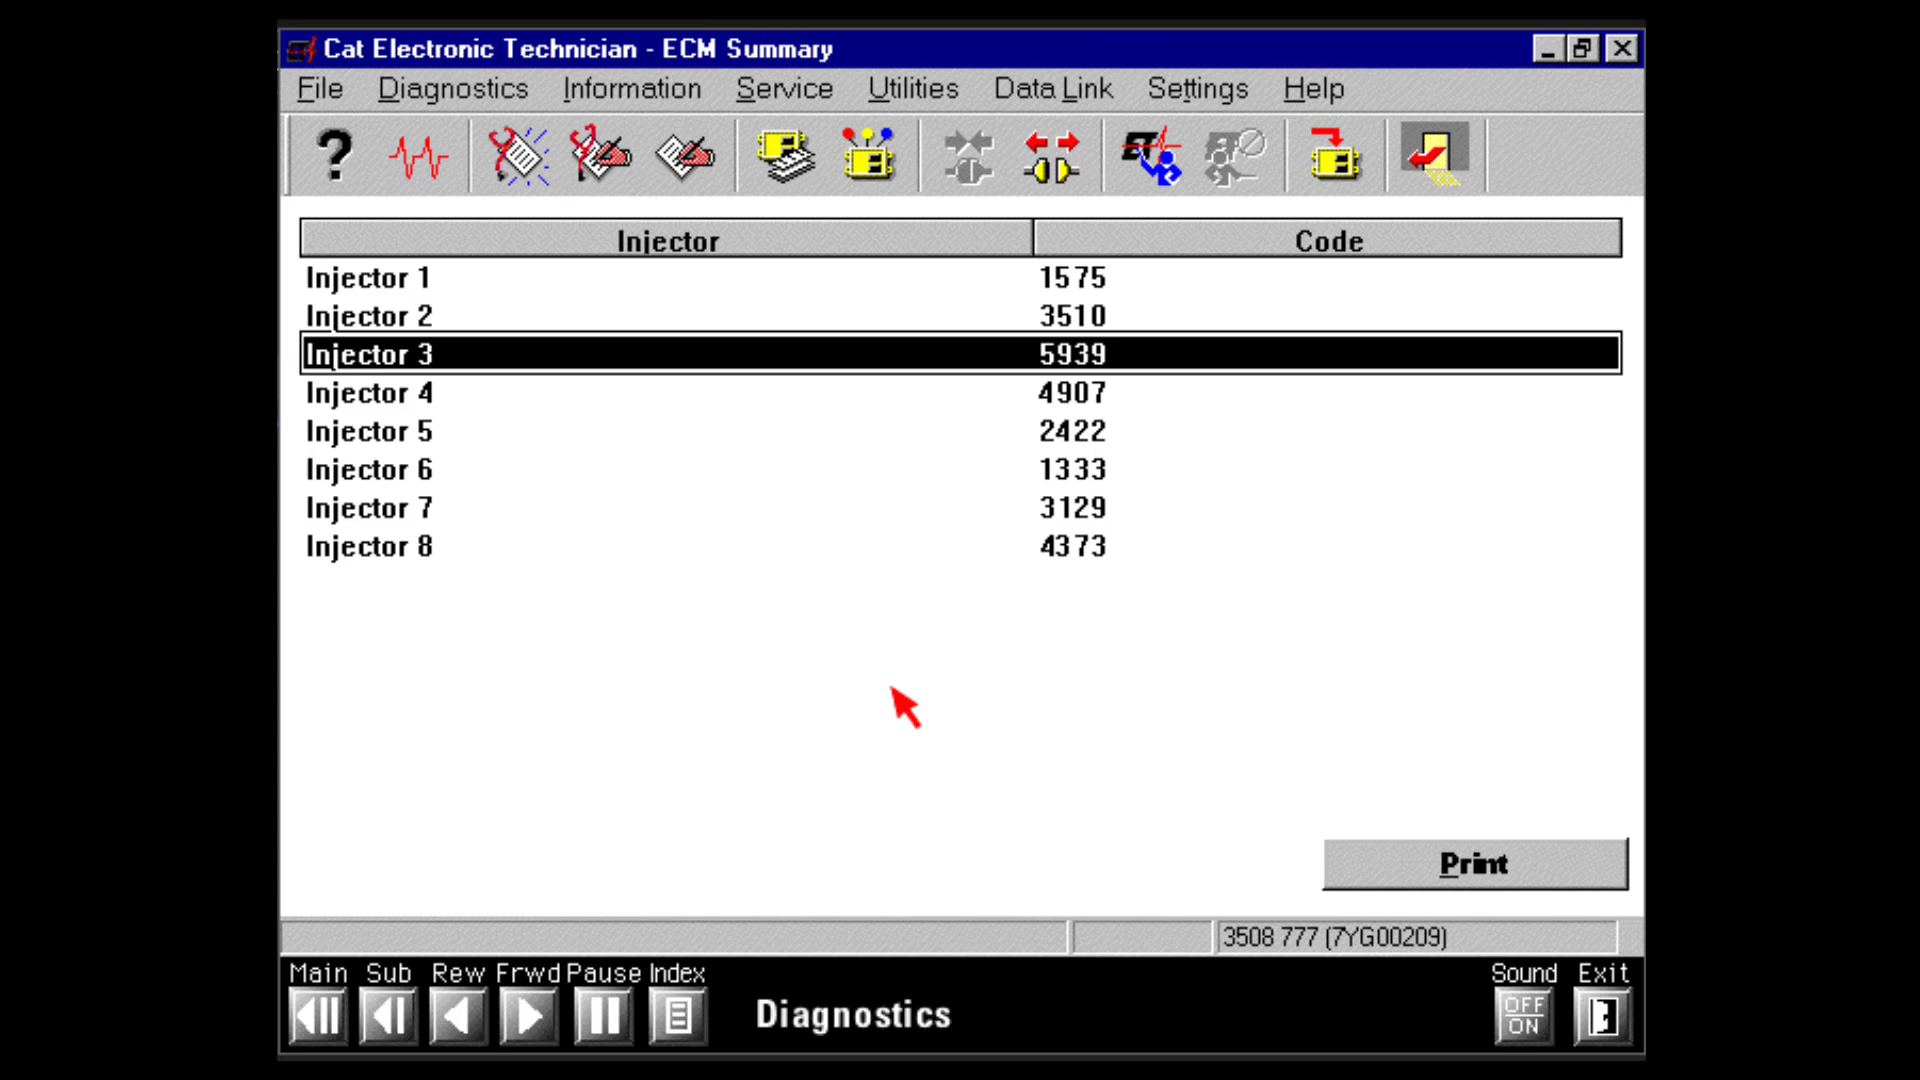 Cat Electronic Technician - ECM Summary
File Diagnostics Information Service Utilities Data Link Settings Help
Injector Code
Injector 1 1575
Injector 2 3510
Injector 3 5939
Injector 4 4907
Injector 5 2422
Injector 6 1333
Injector 7 3129
Injector 8 4373
Print
3508 777 (7YG00209)
Main Sub Rew Frwd Pause Index Sound Exit
Diagnostics
OFF
ON